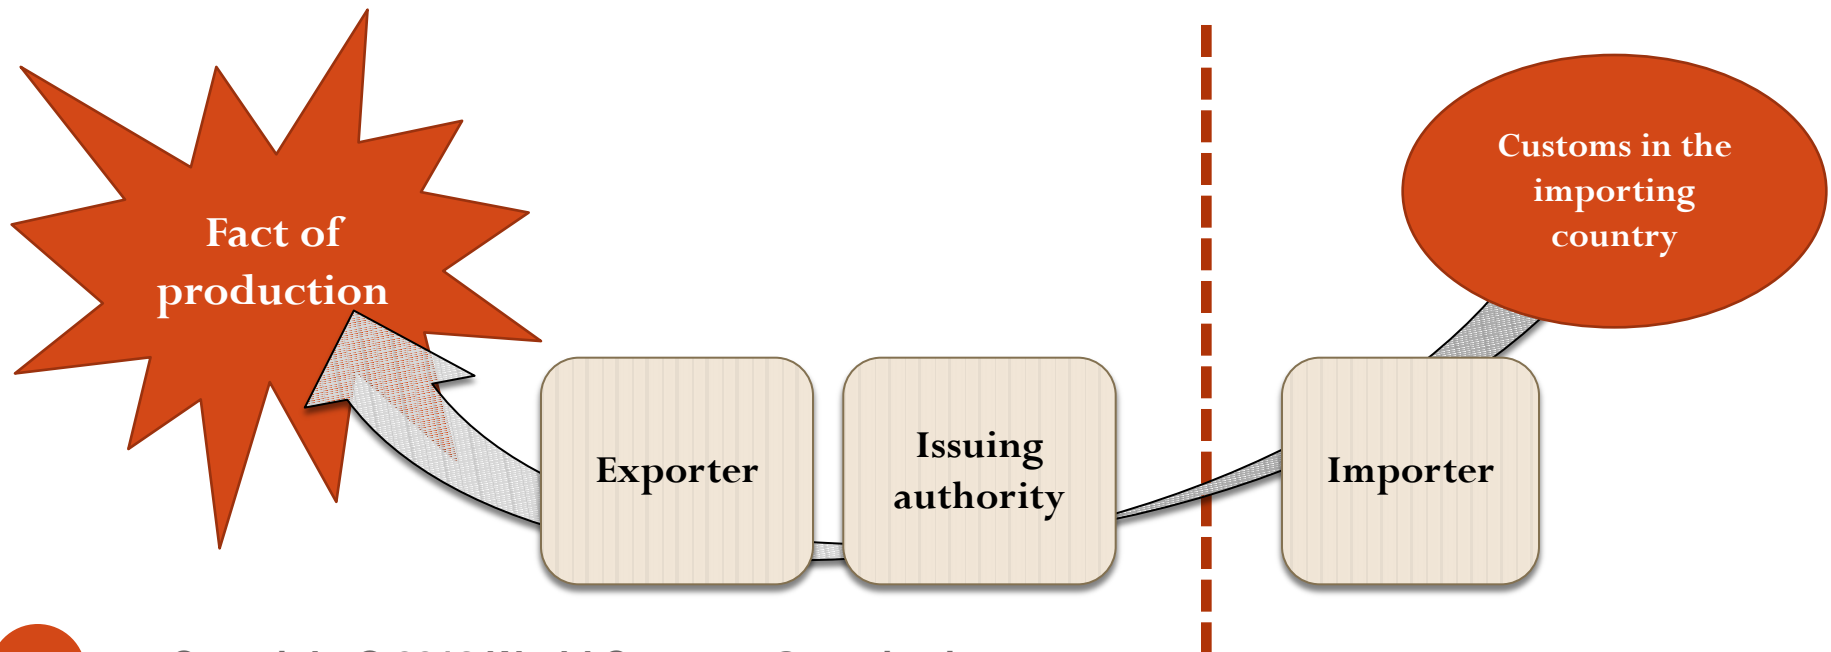 Fact of
production
Exporter
Issuing
authority
Importer
Customs in the
importing
country